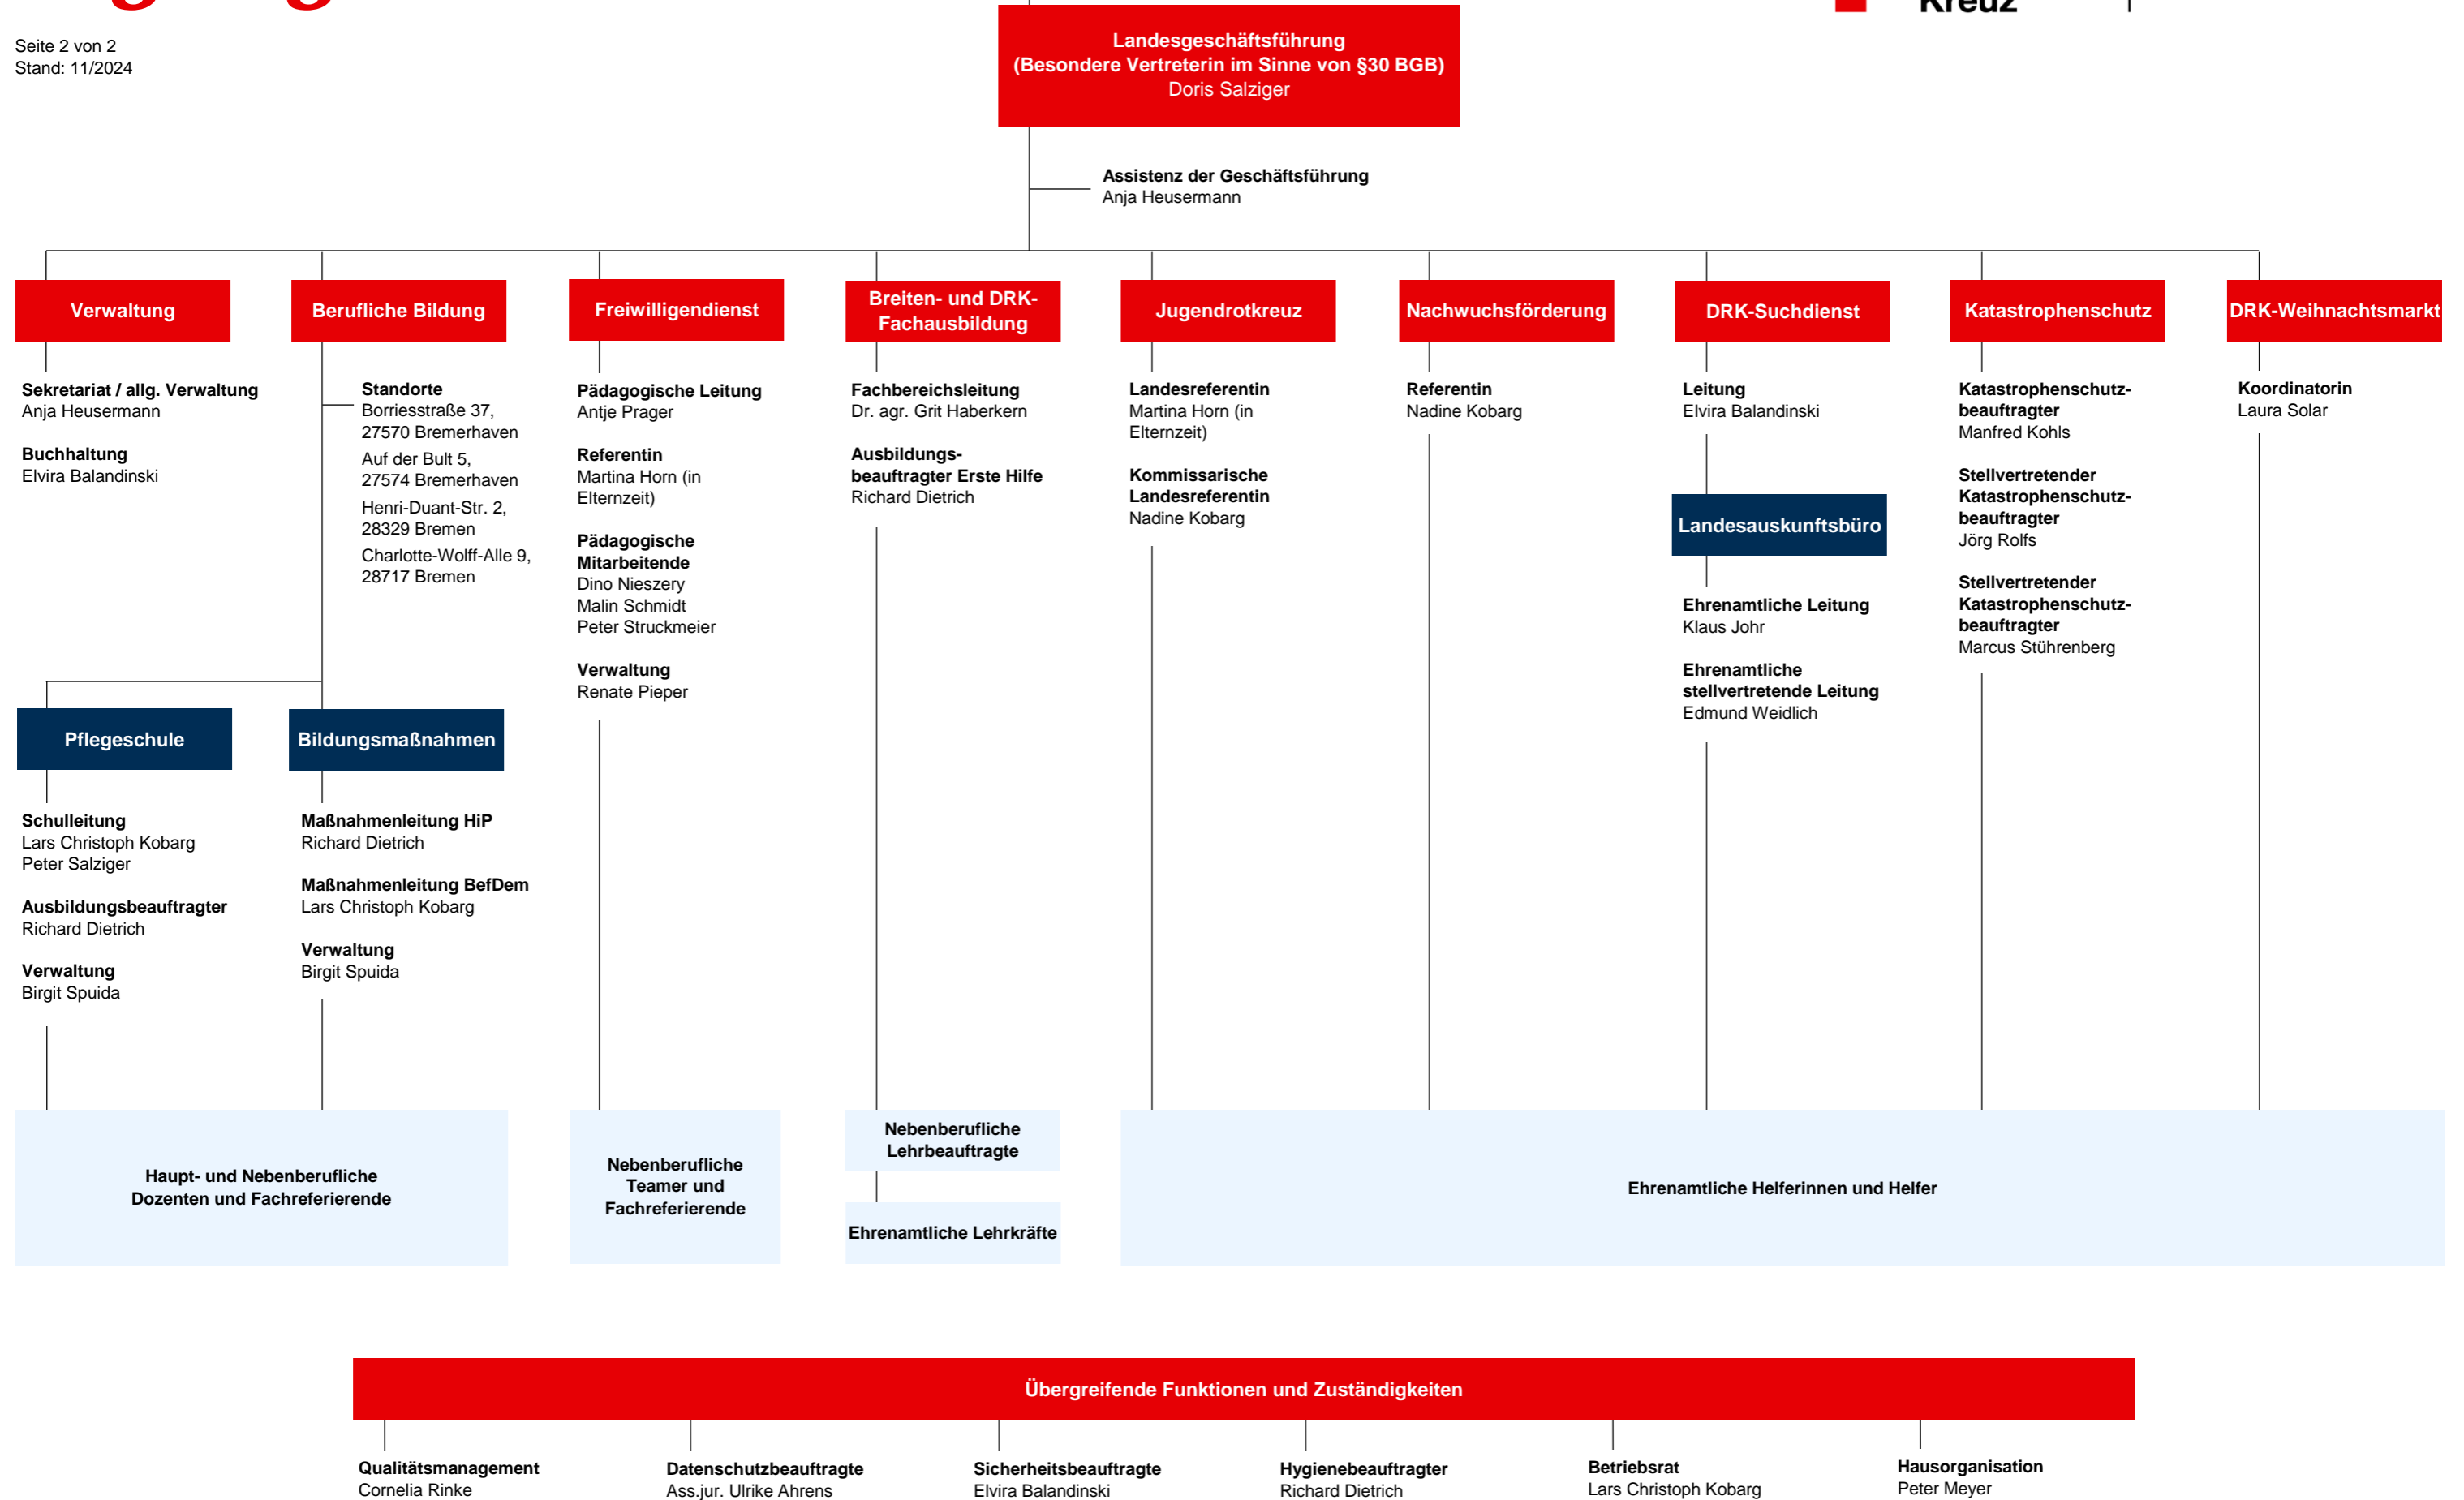 Kreuz
Seite 2 von 2
Stand: 11/2024
Landesgeschäftsführung
(Besondere Vertreterin im Sinne von §30 BGB)
Doris Salziger
Assistenz der Geschäftsführung
Anja Heusermann
Verwaltung
Sekretariat / allg. Verwaltung
Anja Heusermann
Buchhaltung
Elvira Balandinski
Berufliche Bildung
Standorte
Borriesstraße 37,
27570 Bremerhaven
Auf der Bult 5,
27574 Bremerhaven
Henri-Duant-Str. 2,
28329 Bremen
Charlotte-Wolff-Alle 9,
28717 Bremen
Pflegeschule
Schulleitung
Lars Christoph Kobarg
Peter Salziger
Ausbildungsbeauftragter
Richard Dietrich
Verwaltung
Birgit Spuida
Bildungsmaßnahmen
Maßnahmenleitung HiP
Richard Dietrich
Maßnahmenleitung BefDem
Lars Christoph Kobarg
Verwaltung
Birgit Spuida
Haupt- und Nebenberufliche
Dozenten und Fachreferierende
Freiwilligendienst
Pädagogische Leitung
Antje Prager
Referentin
Martina Horn (in
Elternzeit)
Pädagogische
Mitarbeitende
Dino Nieszery
Malin Schmidt
Peter Struckmeier
Verwaltung
Renate Pieper
Nebenberufliche
Teamer und
Fachreferierende
Breiten- und DRK-
Fachausbildung
Fachbereichsleitung
Dr. agr. Grit Haberkern
Ausbildungs-
beauftragter Erste Hilfe
Richard Dietrich
Nebenberufliche
Lehrbeauftragte
Ehrenamtliche Lehrkräfte
Jugendrotkreuz
Landesreferentin
Martina Horn (in
Elternzeit)
Kommissarische
Landesreferentin
Nadine Kobarg
Nachwuchsförderung
Referentin
Nadine Kobarg
DRK-Suchdienst
Leitung
Elvira Balandinski
Landesauskunftsbüro
Ehrenamtliche Leitung
Klaus Johr
Ehrenamtliche
stellvertretende Leitung
Edmund Weidlich
Katastrophenschutz
Katastrophenschutz-
beauftragter
Manfred Kohls
Stellvertretender
Katastrophenschutz-
beauftragter
Jörg Rolfs
Stellvertretender
Katastrophenschutz-
beauftragter
Marcus Stührenberg
DRK-Weihnachtsmarkt
Koordinatorin
Laura Solar
Ehrenamtliche Helferinnen und Helfer
Übergreifende Funktionen und Zuständigkeiten
Qualitätsmanagement
Cornelia Rinke
Datenschutzbeauftragte
Ass.jur. Ulrike Ahrens
Sicherheitsbeauftragte
Elvira Balandinski
Hygienebeauftragter
Richard Dietrich
Betriebsrat
Lars Christoph Kobarg
Hausorganisation
Peter Meyer